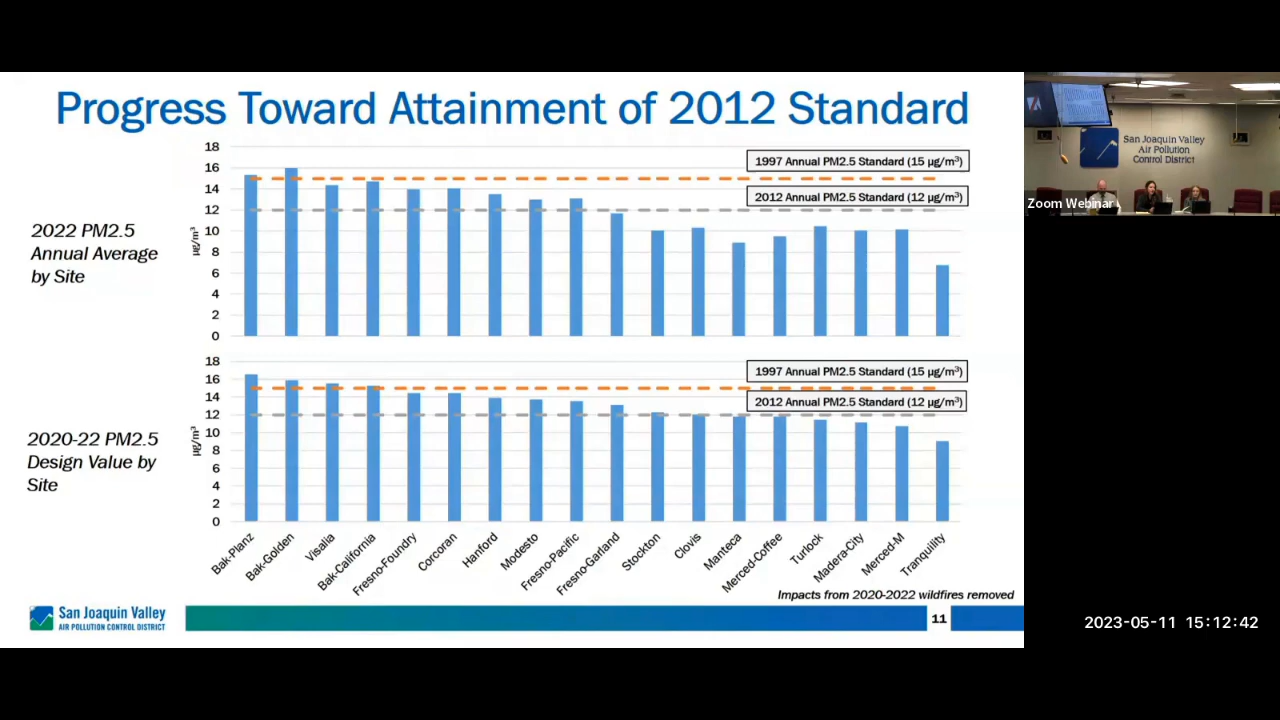 Progress Toward Attainment of 2012 Standard
2022 PM2.5
Annual Average
by Site
µg/m³
18
16
14
12
10
8
6
4
2
0
1997 Annual PM2.5 Standard (15 µg/m³)
2012 Annual PM2.5 Standard (12 µg/m³)
2020-22 PM2.5
Design Value by
Site
µg/m³
18
16
14
12
10
8
6
4
2
0
1997 Annual PM2.5 Standard (15 µg/m³)
2012 Annual PM2.5 Standard (12 µg/m³)
Bak-Planz
Bak-Golden
Visalia
Bak-California
Fresno-Foundry
Corcoran
Hanford
Modesto
Fresno-Pacific
Fresno-Garland
Stockton
Clovis
Manteca
Merced-Coffee
Turlock
Madera-City
Merced-M
Tranquility
Impacts from 2020-2022 wildfires removed
San Joaquin Valley
AIR POLLUTION CONTROL DISTRICT
11
San Joaquin Valley
Air Pollution
Control District
Zoom Webinar
2023-05-11 15:12:42